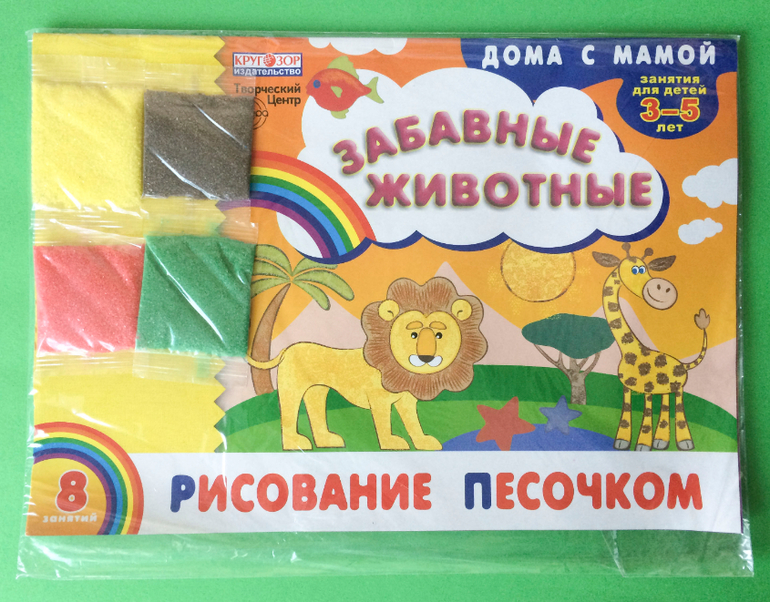 КРУГОЗОР
ИЗДАТЕЛЬСТВО
Творческий
Центр
ДОМА С МАМОЙ
занятия
для детей
3–5
лет
ЗАБАВНЫЕ
ЖИВОТНЫЕ
8
занятий
РИСОВАНИЕ ПЕСОЧКОМ